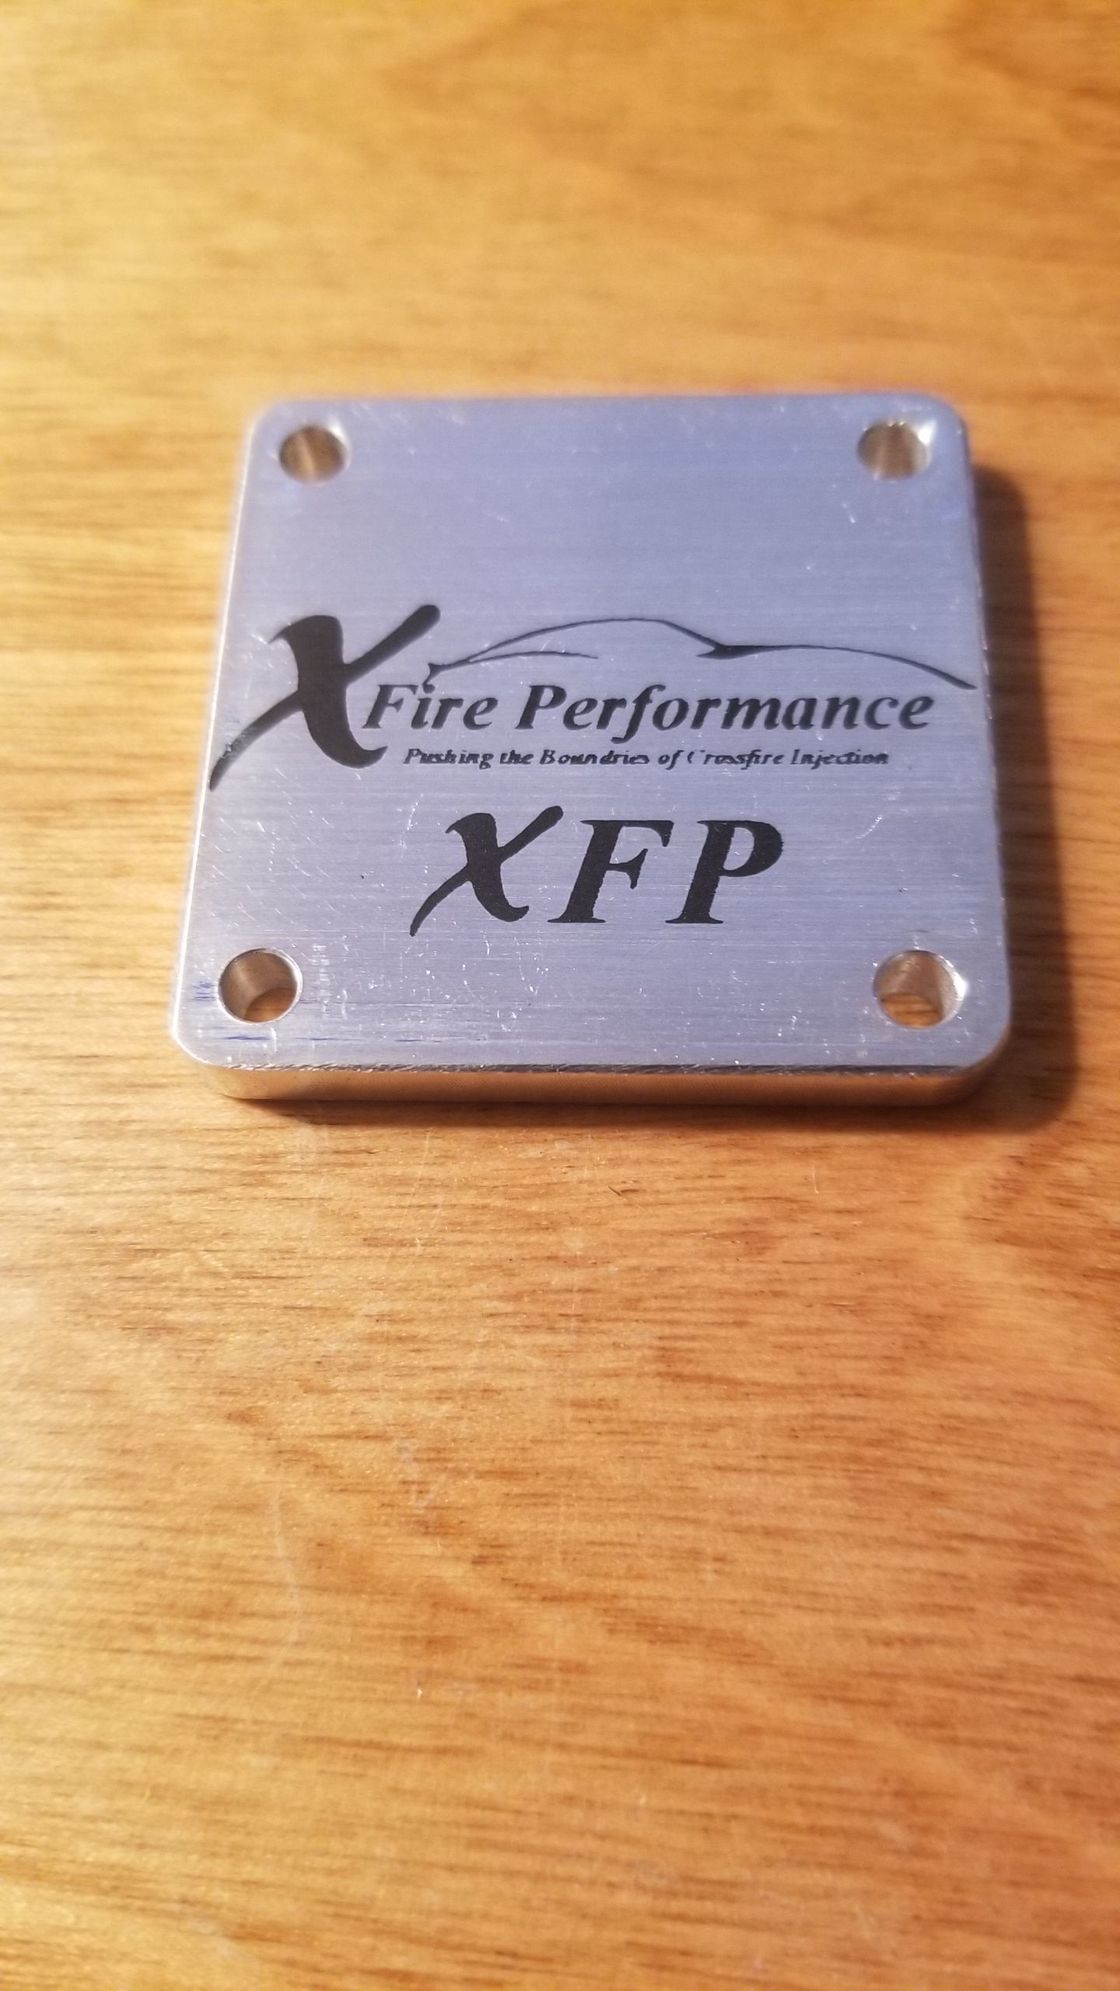 XFire Performance
Pushing the Boundries of Crossfire Injection
XFP